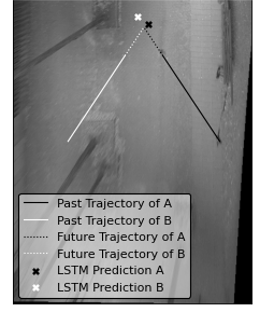 Past Trajectory of A
Past Trajectory of B
Future Trajectory of A
Future Trajectory of B
LSTM Prediction A
LSTM Prediction B